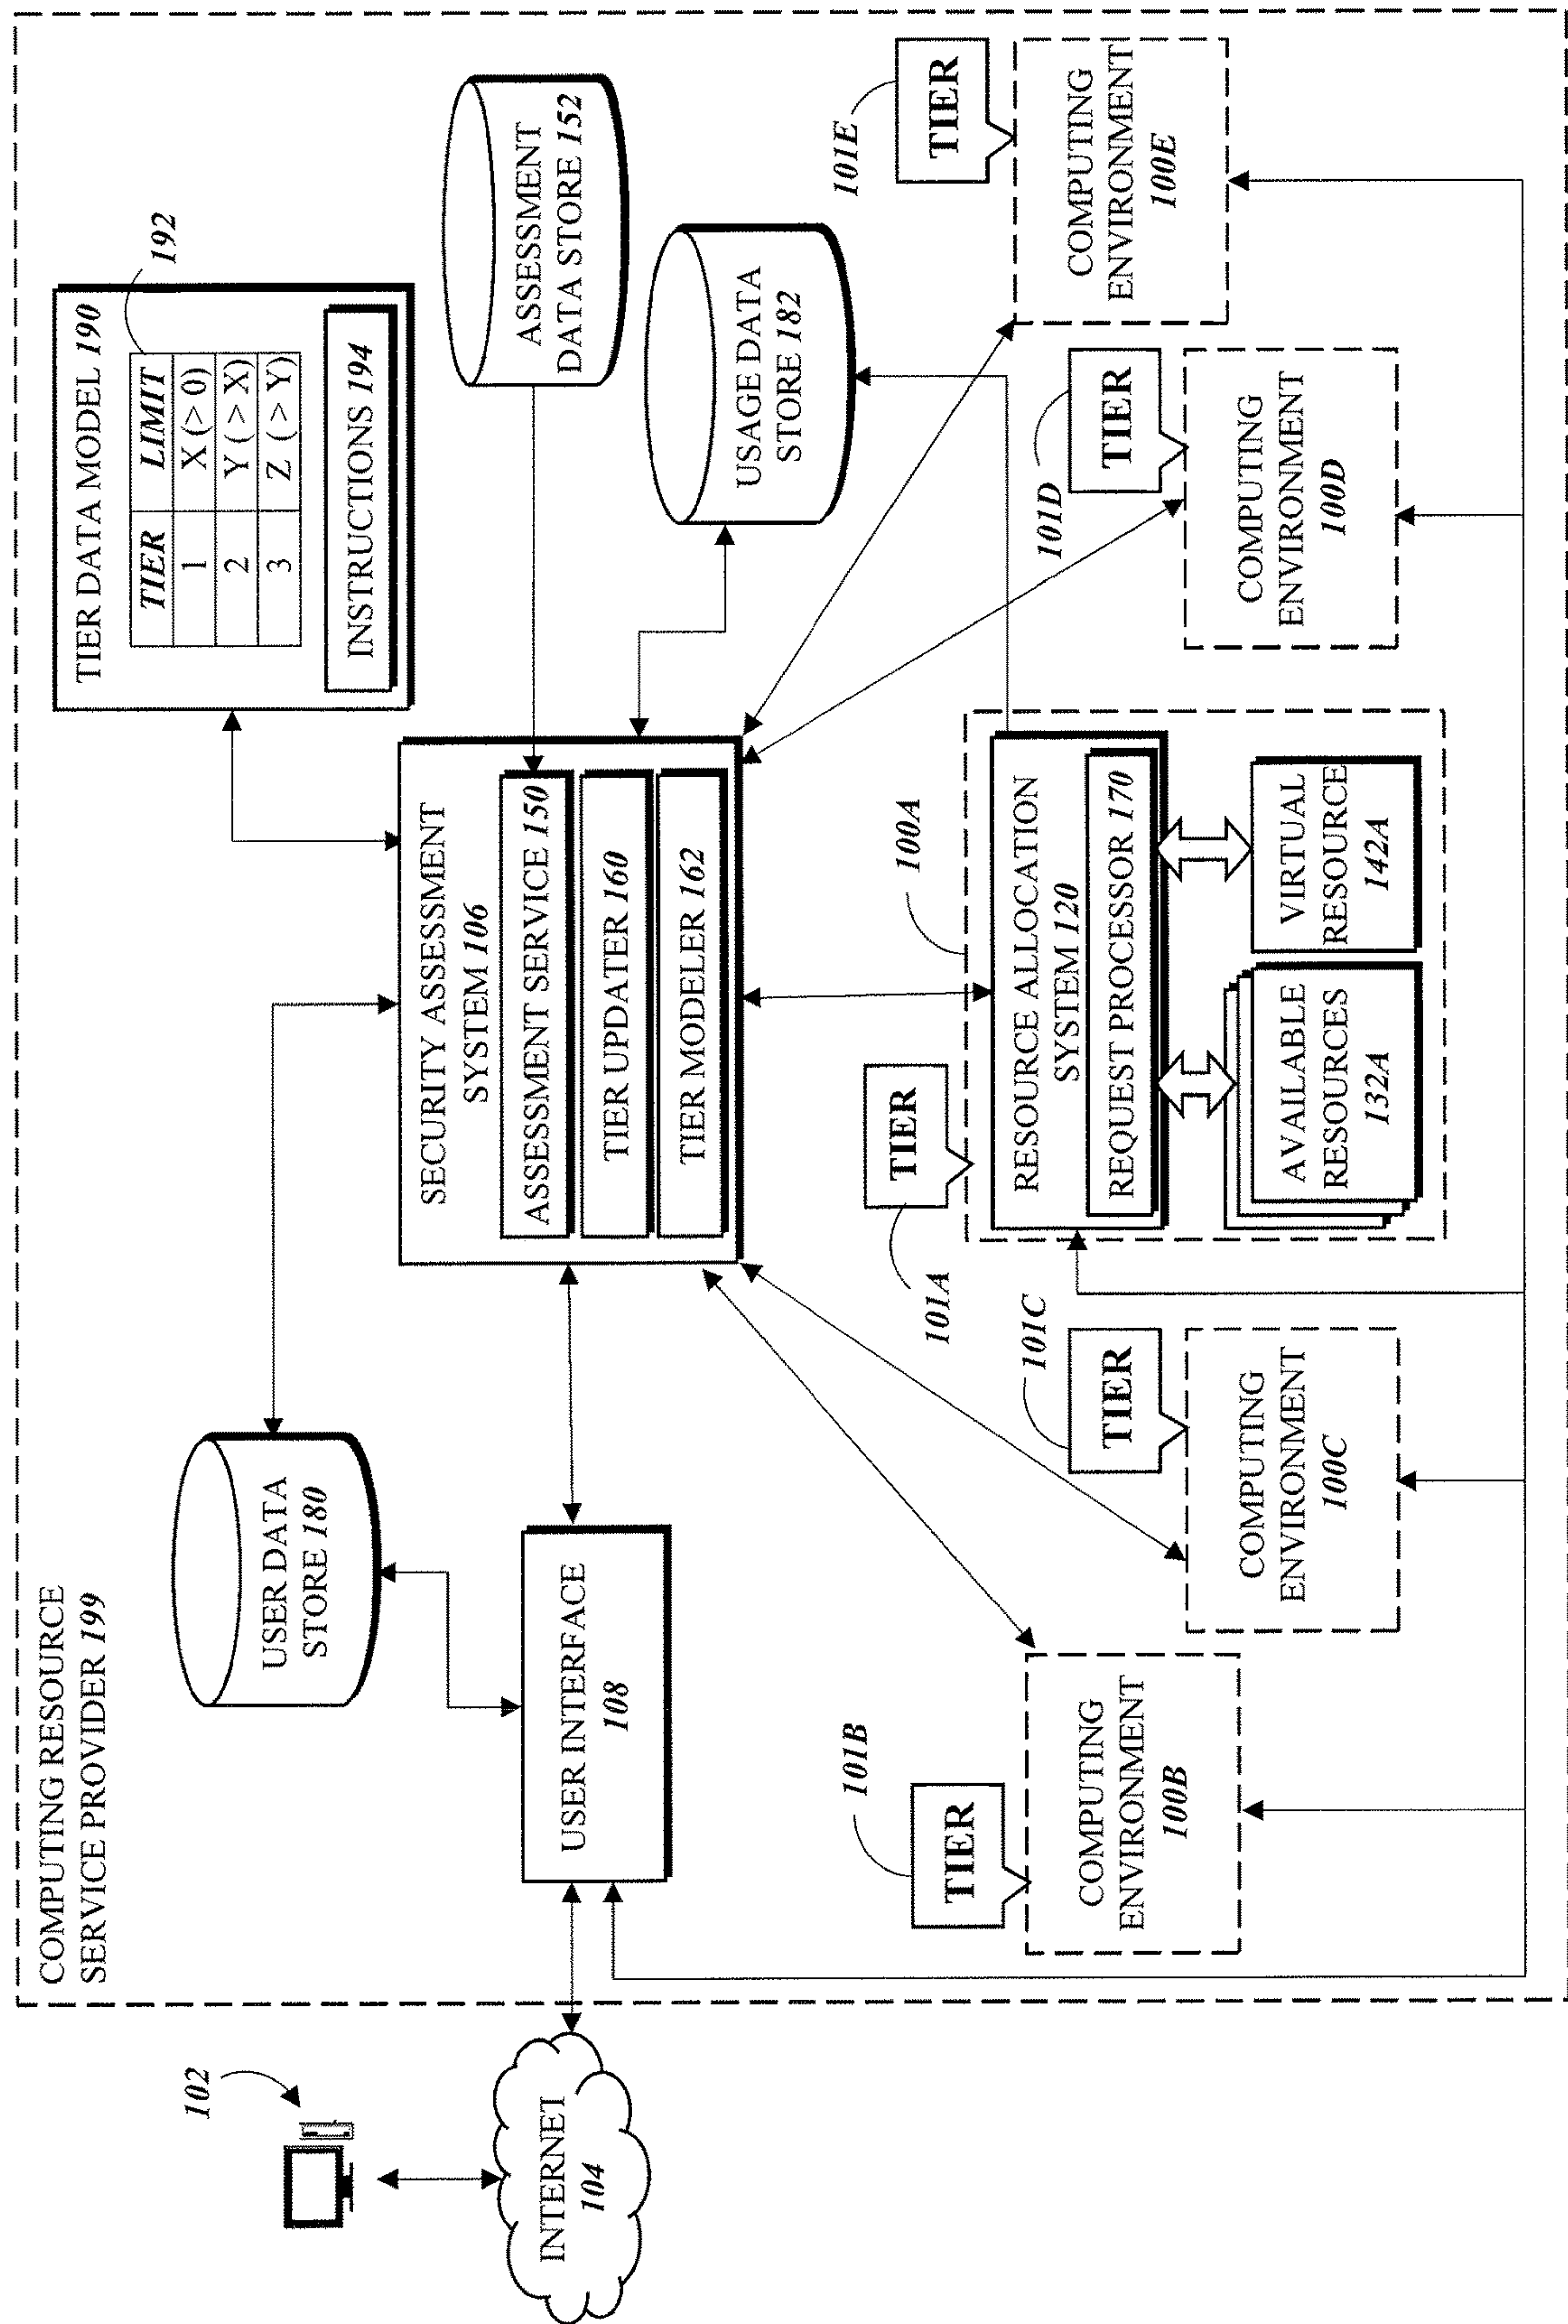 COMPUTING RESOURCE
SERVICE PROVIDER 199
102
INTERNET
104
USER DATA
STORE 180
USER INTERFACE
108
TIER DATA MODEL 190
TIER LIMIT
1 X (> 0)
2 Y (> X)
3 Z (> Y)
INSTRUCTIONS 194
192
SECURITY ASSESSMENT
SYSTEM 106
ASSESSMENT SERVICE 150
TIER UPDATER 160
TIER MODELER 162
ASSESSMENT
DATA STORE 152
USAGE DATA
STORE 182
101B
TIER
COMPUTING
ENVIRONMENT
100B
101C
TIER
COMPUTING
ENVIRONMENT
100C
101A
TIER
100A
RESOURCE ALLOCATION
SYSTEM 120
REQUEST PROCESSOR 170
AVAILABLE
RESOURCES
132A
VIRTUAL
RESOURCE
142A
101D
TIER
COMPUTING
ENVIRONMENT
100D
101E
TIER
COMPUTING
ENVIRONMENT
100E